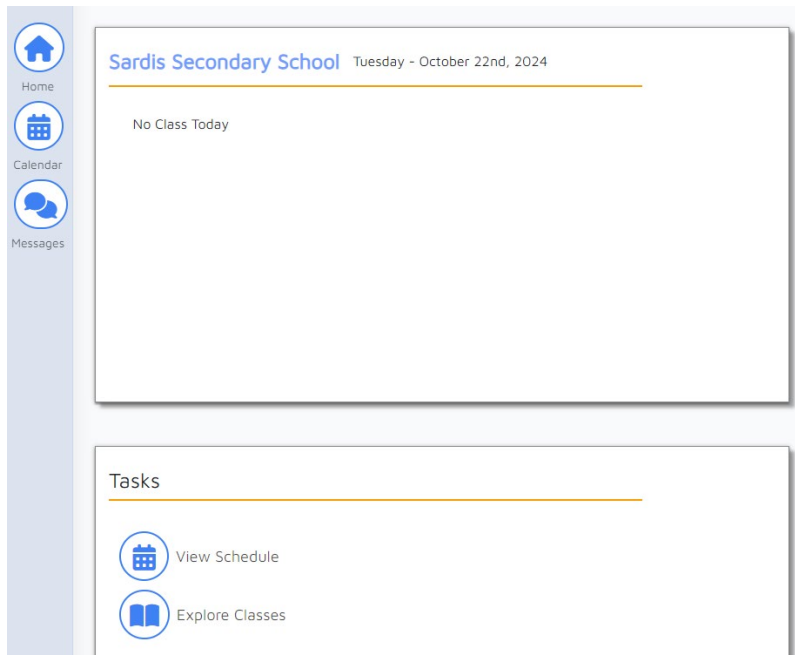 Home
Calendar
Messages
Sardis Secondary School Tuesday - October 22nd, 2024
No Class Today
Tasks
View Schedule
Explore Classes